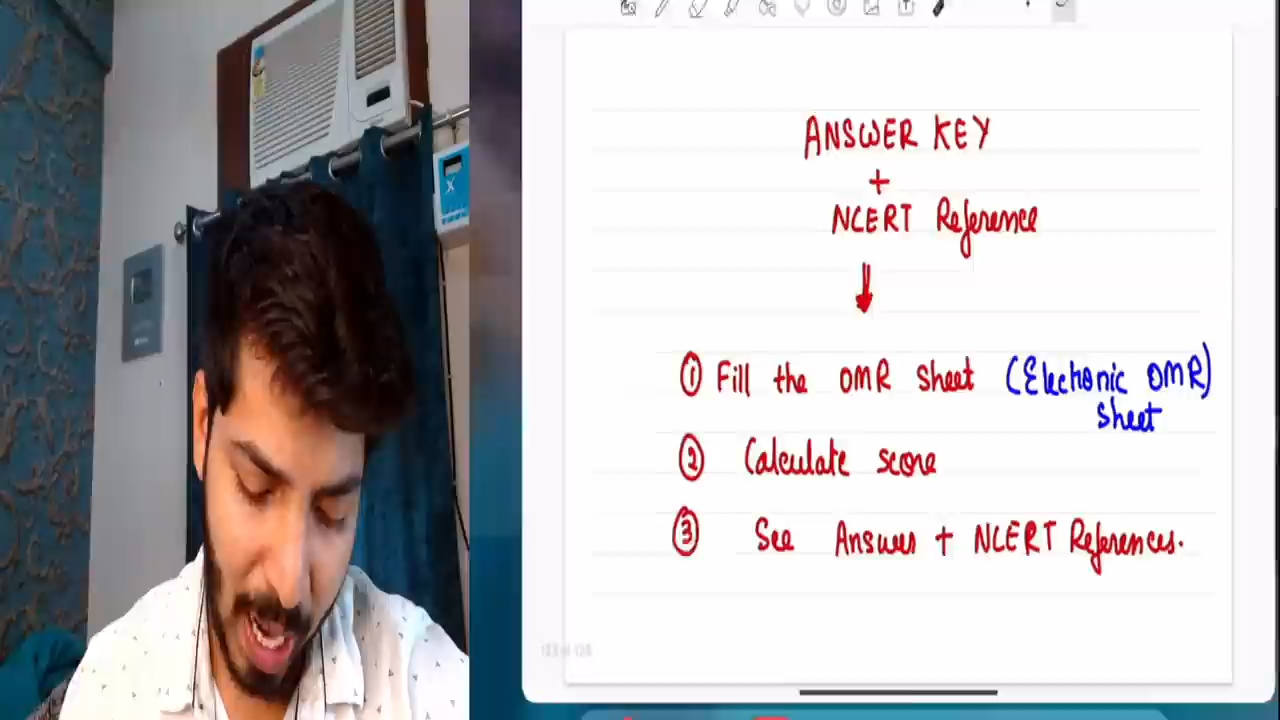 ANSWER KEY
+
NCERT Reference
① Fill the OMR sheet (Electronic OMR)
sheet
② Calculate score
③ See Answer + NCERT References.